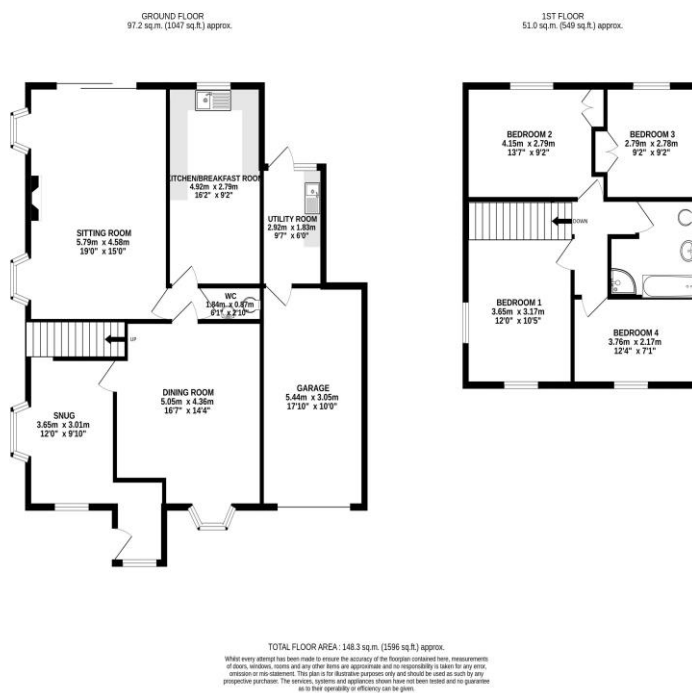 GROUND FLOOR
97.2 sq.m. (1047 sq.ft.) approx.
1ST FLOOR
51.0 sq.m. (549 sq.ft.) approx.
SITTING ROOM
5.79m x 4.58m
19'0" x 15'0"
KITCHEN/BREAKFAST ROOM
4.92m x 2.79m
16'2" x 9'2"
UTILITY ROOM
2.92m x 1.83m
9'7" x 6'0"
WC
1.84m x 0.87m
6'1" x 2'10"
UP
DINING ROOM
5.05m x 4.36m
16'7" x 14'4"
SNUG
3.65m x 3.01m
12'0" x 9'10"
GARAGE
5.44m x 3.05m
17'10" x 10'0"
BEDROOM 2
4.15m x 2.79m
13'7" x 9'2"
BEDROOM 3
2.79m x 2.78m
9'2" x 9'2"
DOWN
BEDROOM 1
3.65m x 3.17m
12'0" x 10'5"
BEDROOM 4
3.76m x 2.17m
12'4" x 7'1"
TOTAL FLOOR AREA : 148.3 sq.m. (1596 sq.ft.) approx.
Whilst every attempt has been made to ensure the accuracy of the floorplan contained here, measurements
of doors, windows, rooms and any other items are approximate and no responsibility is taken for any error,
omission or mis-statement. This plan is for illustrative purposes only and should be used as such by any
prospective purchaser. The services, systems and appliances shown have not been tested and no guarantee
as to their operability or efficiency can be given.